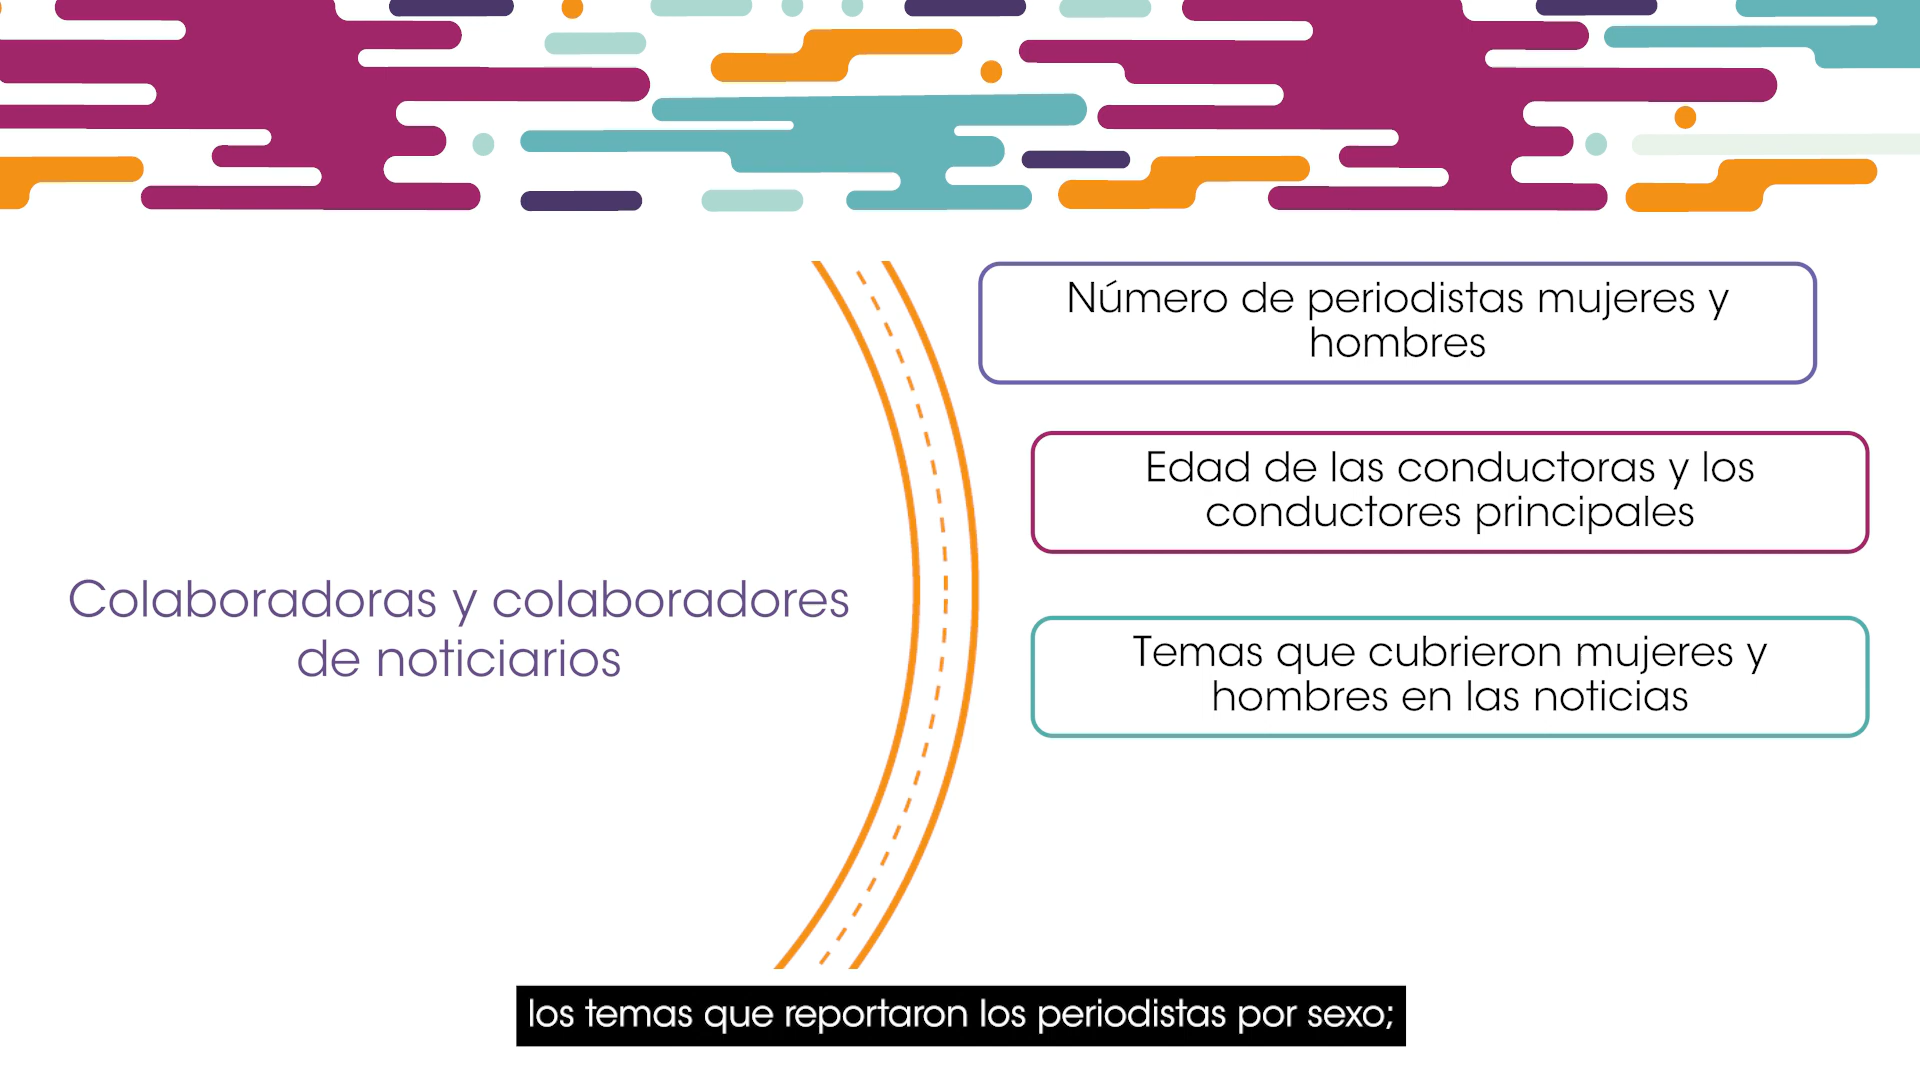 Colaboradoras y colaboradores
de noticiarios
Número de periodistas mujeres y
hombres
Edad de las conductoras y los
conductores principales
Temas que cubrieron mujeres y
hombres en las noticias
los temas que reportaron los periodistas por sexo;